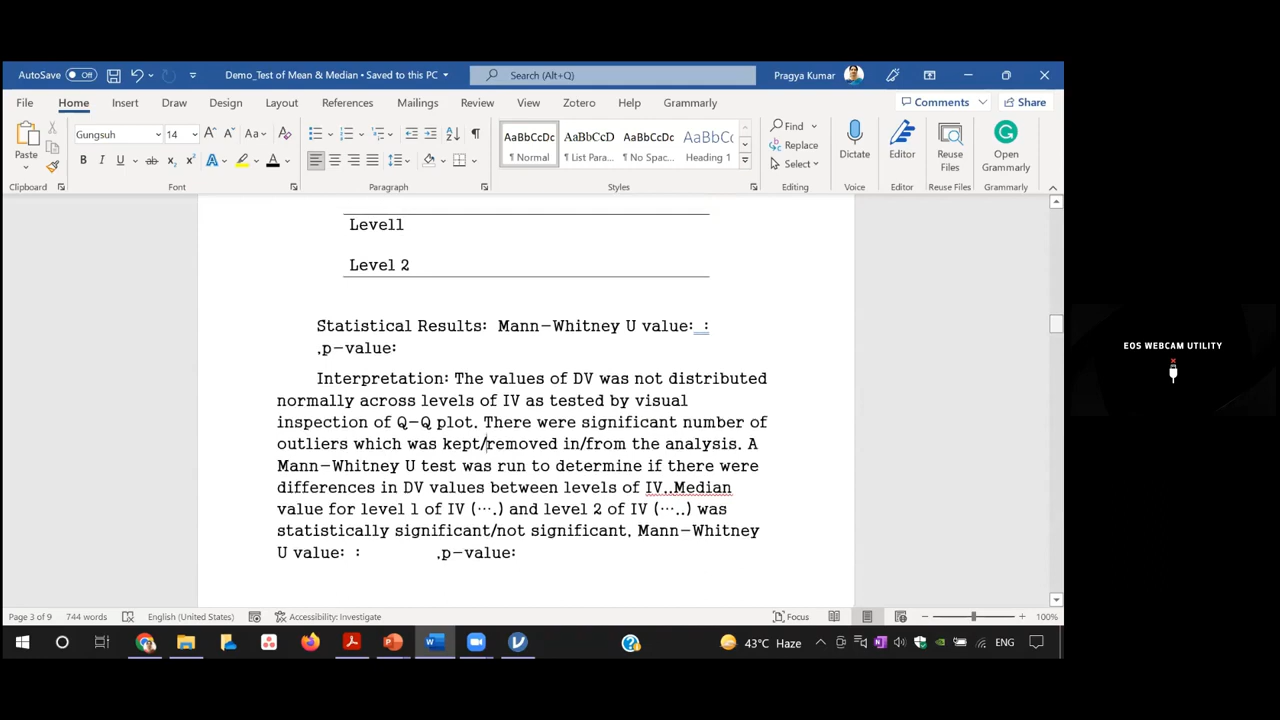 AutoSave Off Demo_Test of Mean & Median • Saved to this PC Search (Alt+Q) Pragya Kumar
File Home Insert Draw Design Layout References Mailings Review View Zotero Help Grammarly Comments Share
Gungsuh 14 A A Aa A AaBbCcDc AaBbCcD AaBbCcDc AaBbCc Find
Replace
Select
Paste B I U ab x₂ x² A A ¶ Normal ¶ List Para... ¶ No Spac... Heading 1 Dictate Editor Reuse Files Open Grammarly
Clipboard Font Paragraph Styles Editing Voice Editor Reuse Files Grammarly
Level1
Level 2
Statistical Results: Mann-Whitney U value: :
.p-value:
Interpretation: The values of DV was not distributed
normally across levels of IV as tested by visual
inspection of Q-Q plot. There were significant number of
outliers which was kept/removed in/from the analysis. A
Mann-Whitney U test was run to determine if there were
differences in DV values between levels of IV..Median
value for level 1 of IV (….) and level 2 of IV (…..) was
statistically significant/not significant, Mann-Whitney
U value: : .p-value:
EOS WEBCAM UTILITY
Page 3 of 9 744 words English (United States) Accessibility: Investigate Focus 100%
43°C Haze ENG